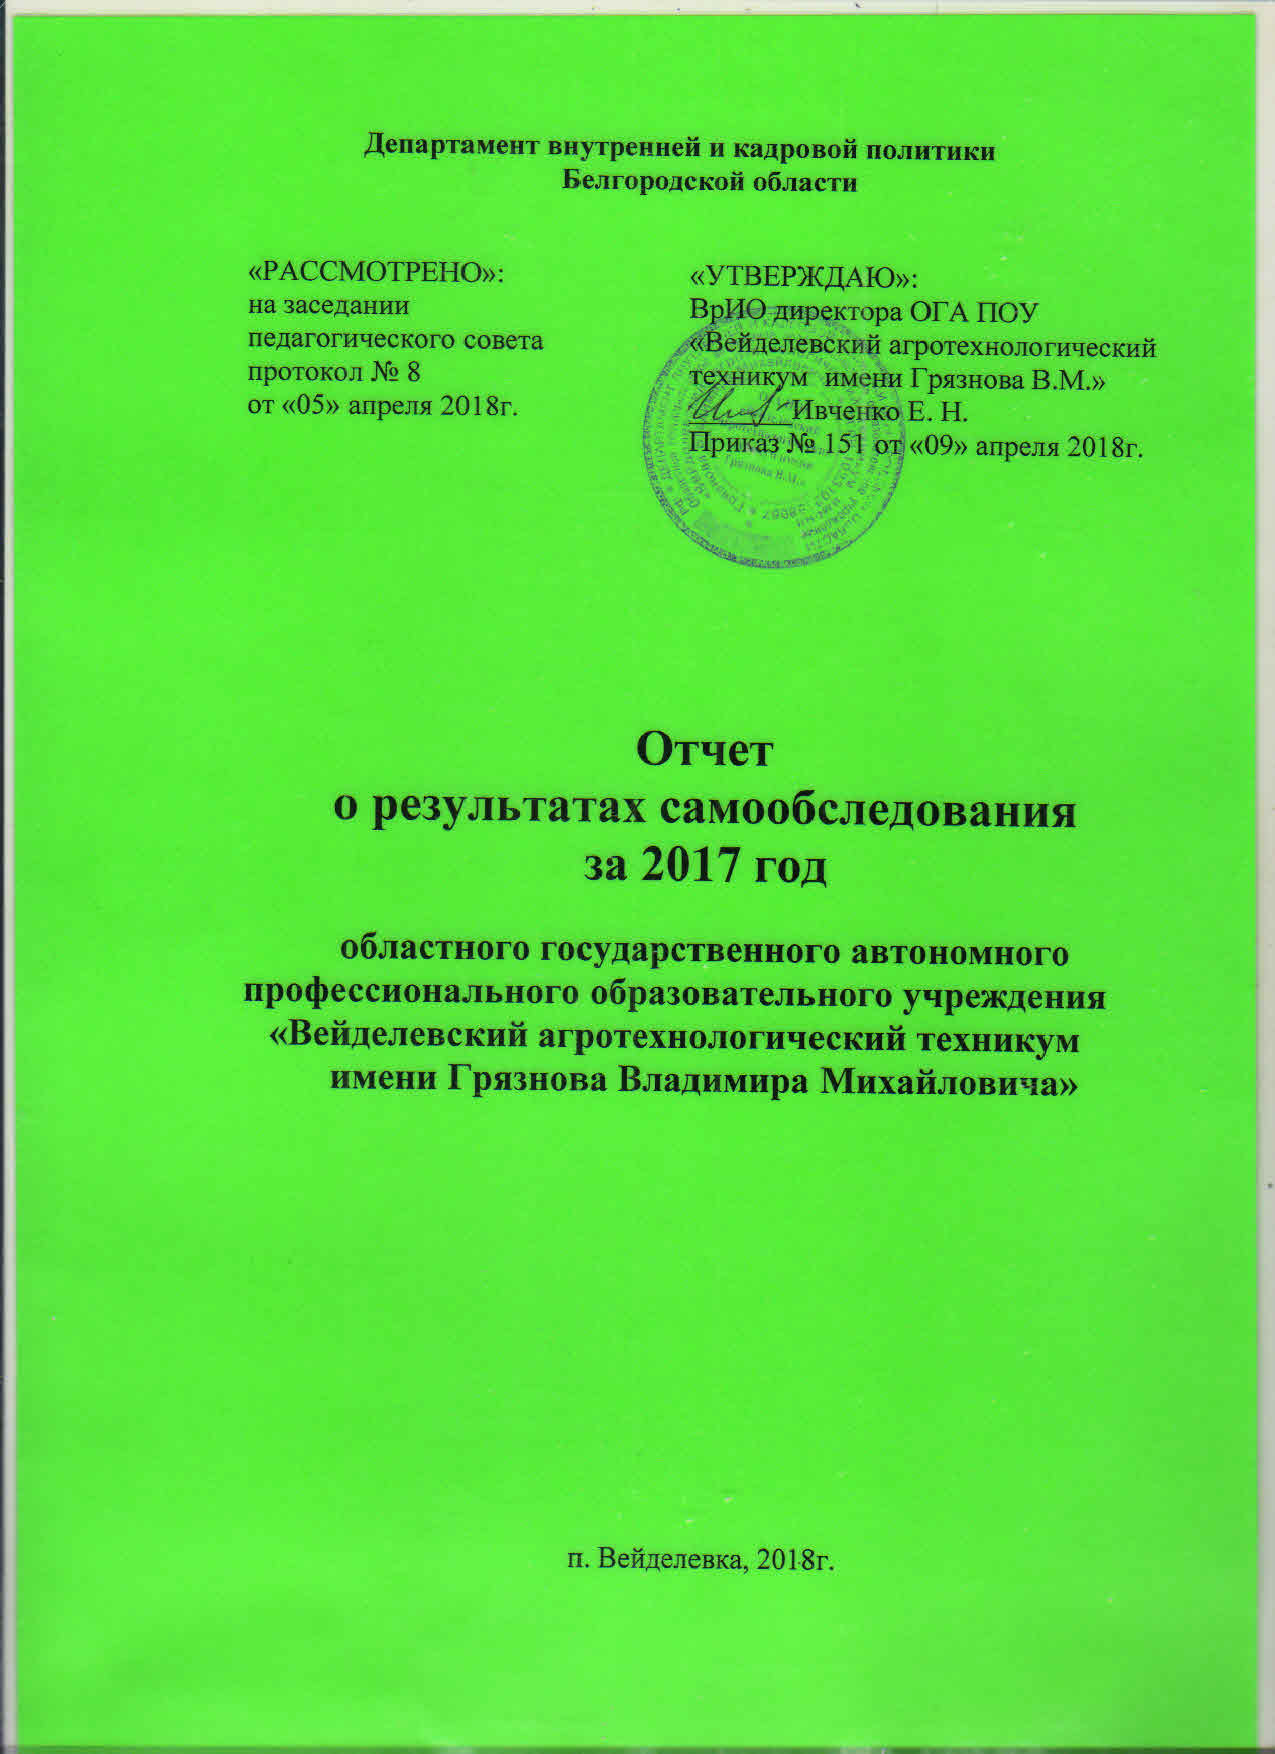 Департамент внутренней и кадровой политики
Белгородской области
«РАССМОТРЕНО»:
на заседании
педагогического совета
протокол № 8
от «05» апреля 2018г.
«УТВЕРЖДАЮ»:
ВрИО директора ОГА ПОУ
«Вейделевский агротехнологический
техникум имени Грязнова В.М.»
Ивченко Е. Н.
Приказ № 151 от «09» апреля 2018г.
Отчет
о результатах самообследования
за 2017 год
областного государственного автономного
профессионального образовательного учреждения
«Вейделевский агротехнологический техникум
имени Грязнова Владимира Михайловича»
п. Вейделевка, 2018г.